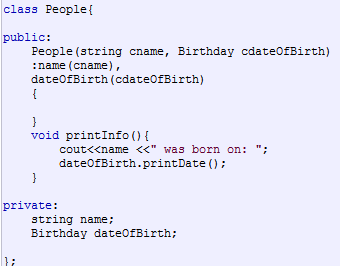 class People{
public:
People(string cname, Birthday cdateOfBirth)
:name(cname),
dateOfBirth(cdateOfBirth)
{
}
void printInfo(){
cout<<name <<" was born on: ";
dateOfBirth.printDate();
}
private:
string name;
Birthday dateOfBirth;
};